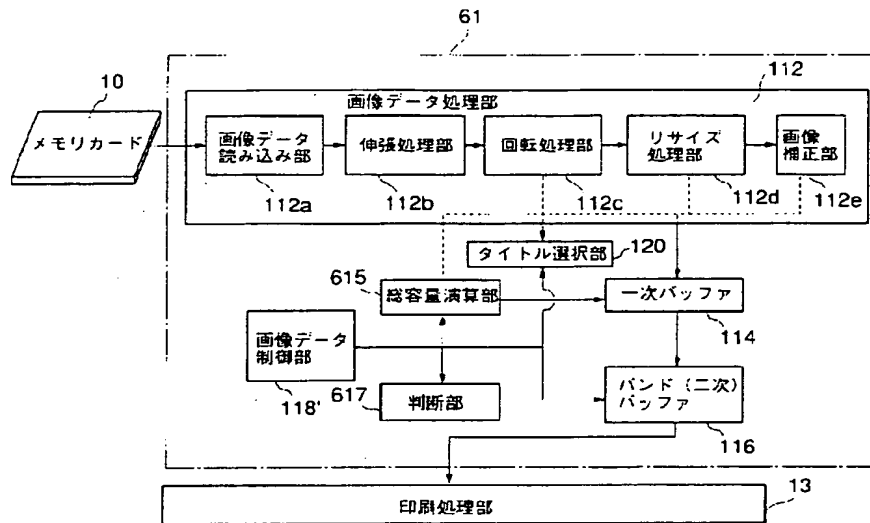 61
10
112
画像データ処理部
メモリカード
画像データ
読み込み部
伸張処理部
回転処理部
リサイズ
処理部
画像
補正部
112a
112b
112c
112d
112e
タイトル選択部
120
615
総容量演算部
一次バッファ
114
画像データ
制御部
118'
617
判断部
バンド(二次)
バッファ
116
13
印刷処理部